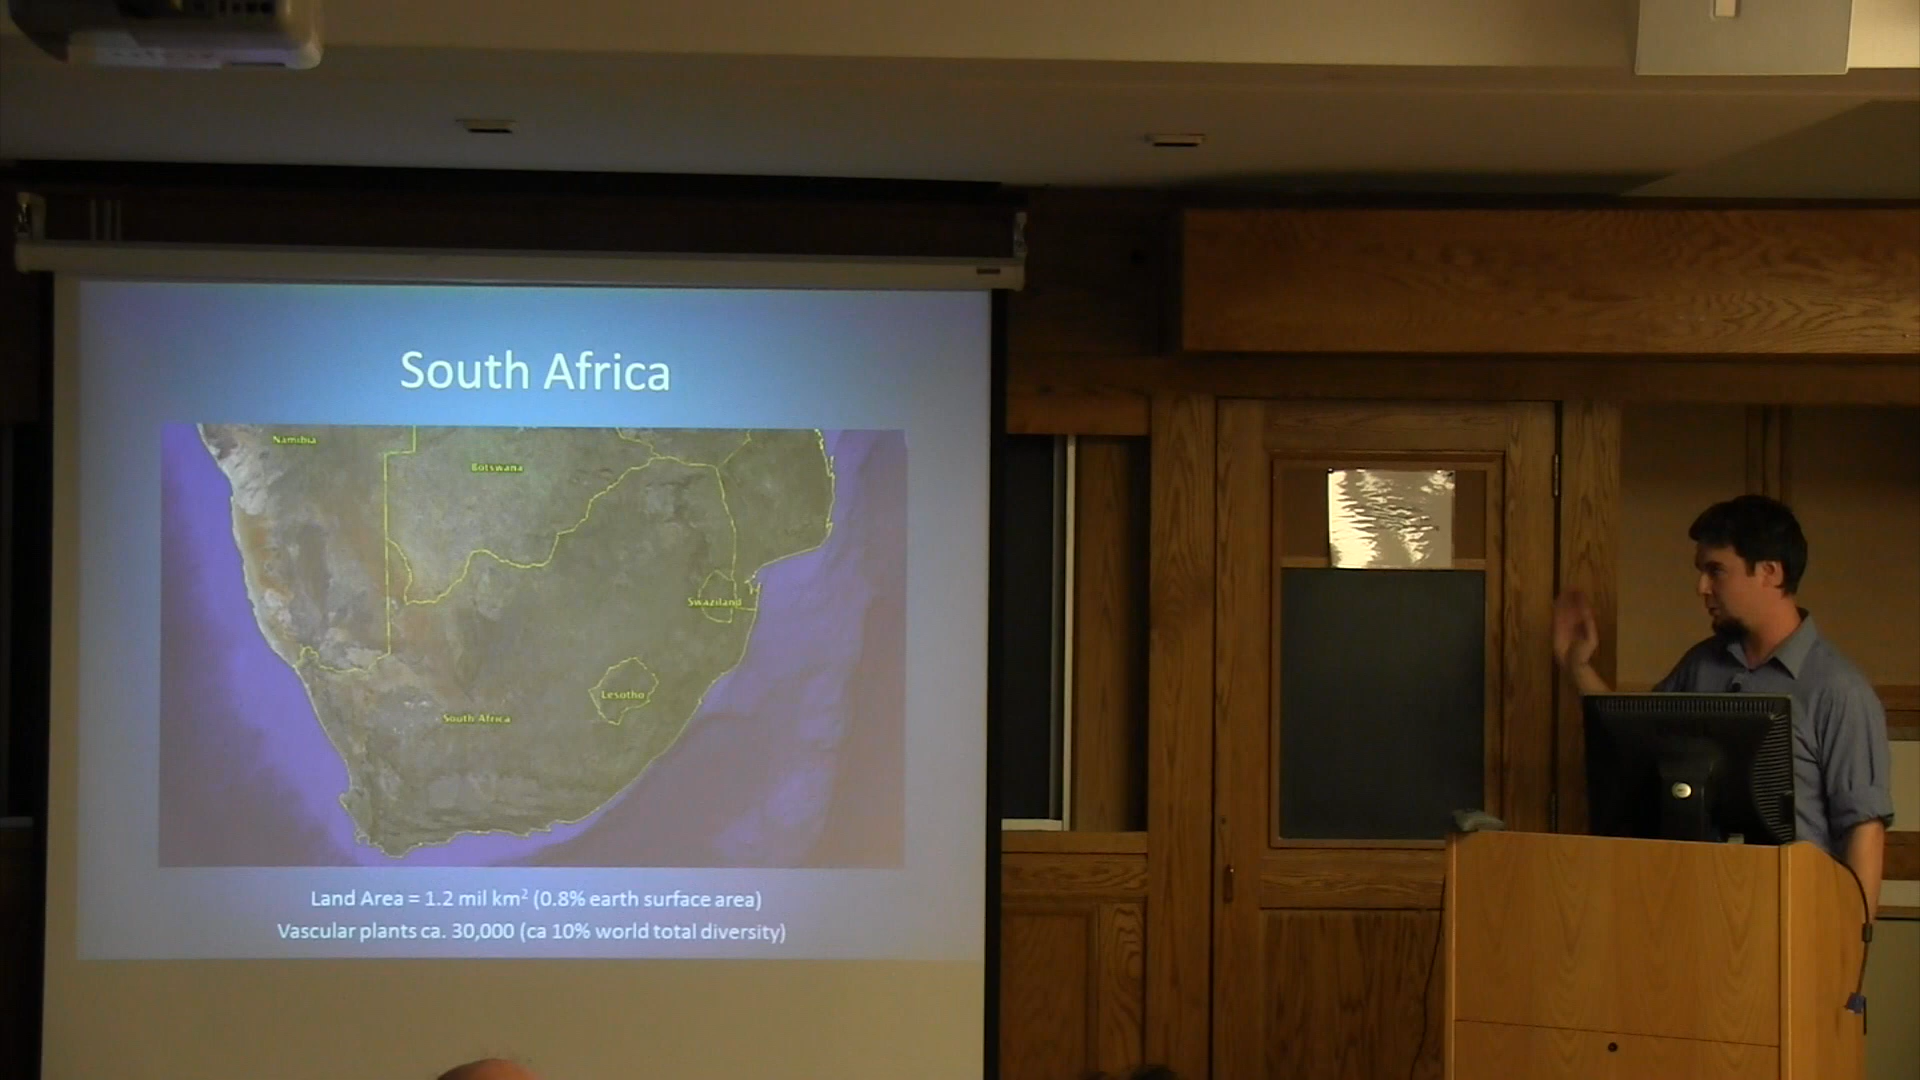 South Africa
Namibia
Botswana
Swaziland
Lesotho
South Africa
Land Area = 1.2 mil km² (0.8% earth surface area)
Vascular plants ca. 30,000 (ca 10% world total diversity)